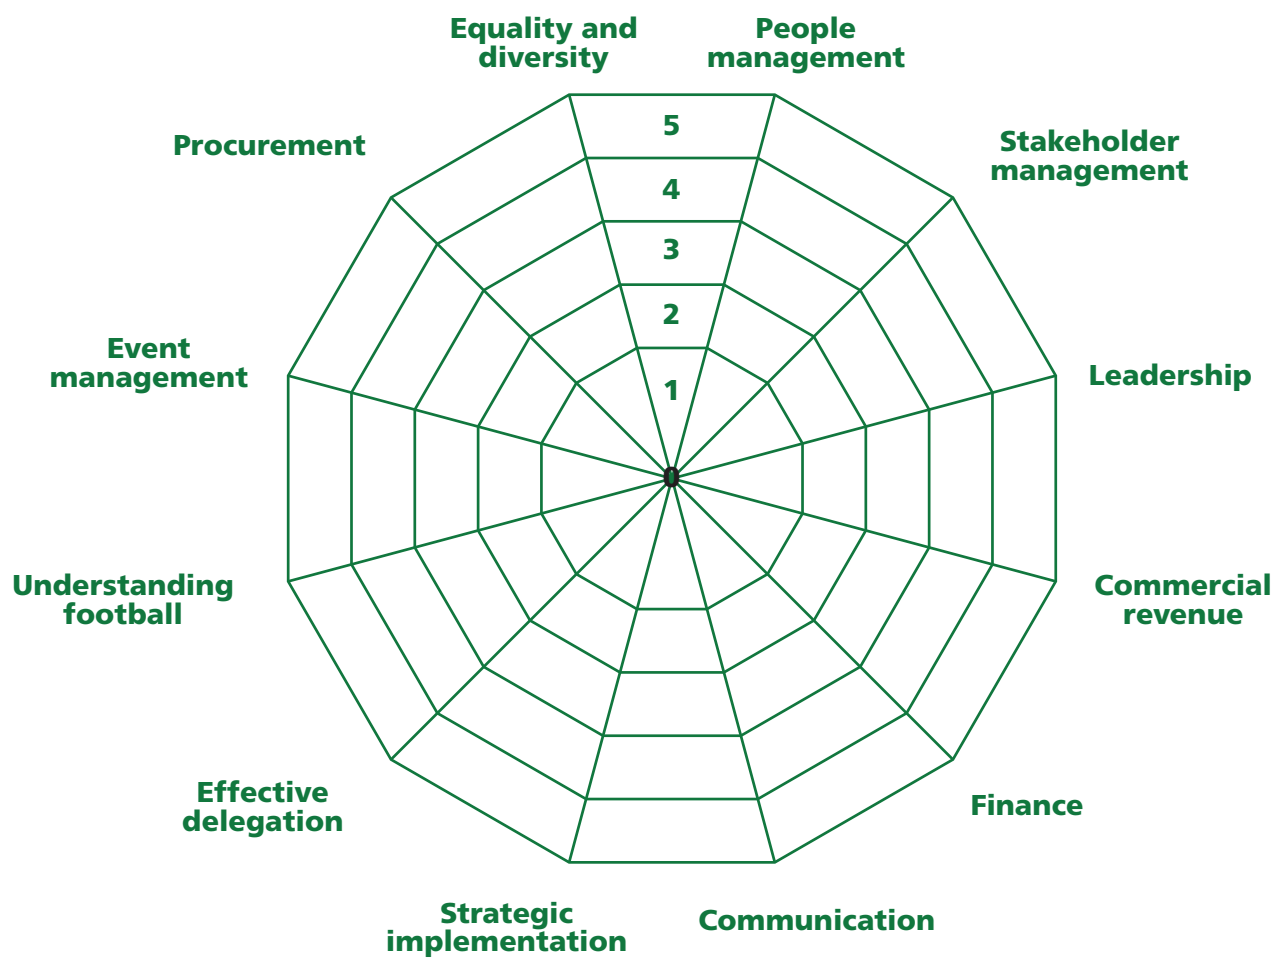 Equality and
diversity
People
management
Procurement
Stakeholder
management
5
4
3
2
1
0
Event
management
Leadership
Understanding
football
Commercial
revenue
Effective
delegation
Finance
Strategic
implementation
Communication